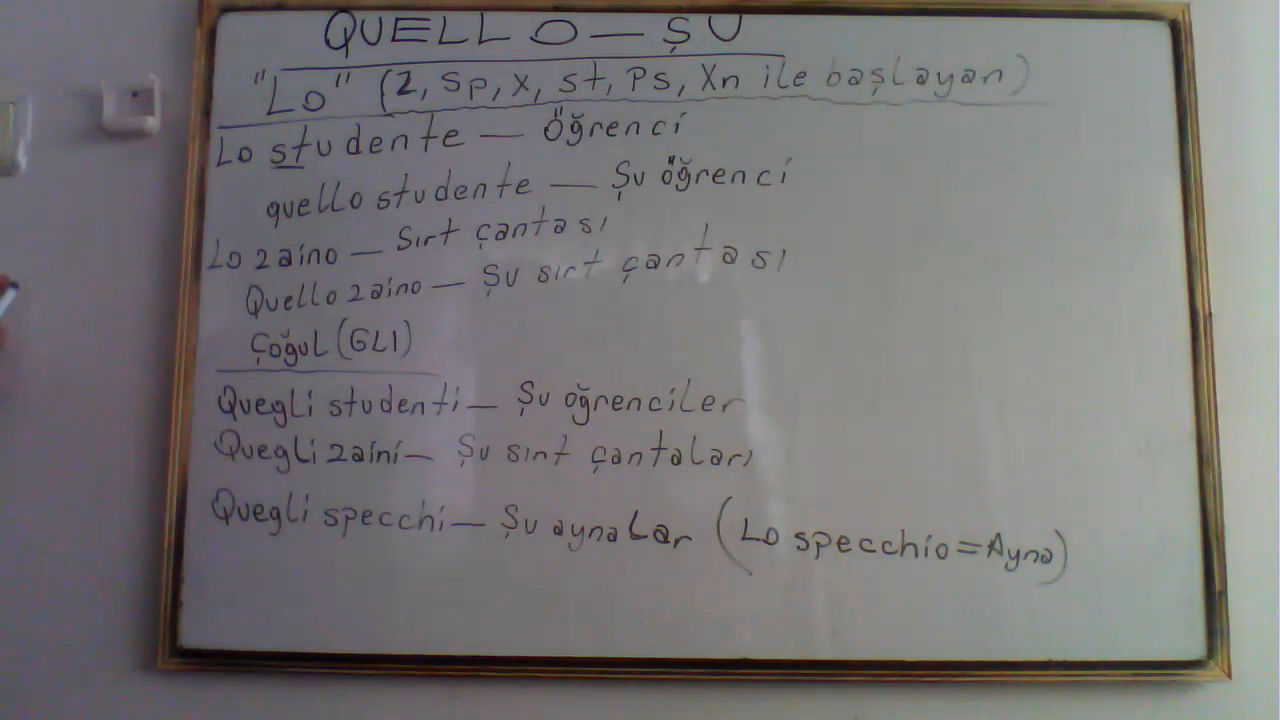 QUELLO — ŞU
"Lo" (Z, Sp, X, st, Ps, Xn ile başlayan)
Lo studente — Öğrenci
quello studente — Şu öğrenci
Lo zaino — Sırt çantası
Quello zaino — Şu sırt çantası
Çoğul (GLI)
Quegli studenti — Şu öğrenciler
Quegli zaini — Şu sırt çantaları
Quegli specchi — Şu aynalar (Lo specchio = Ayna)